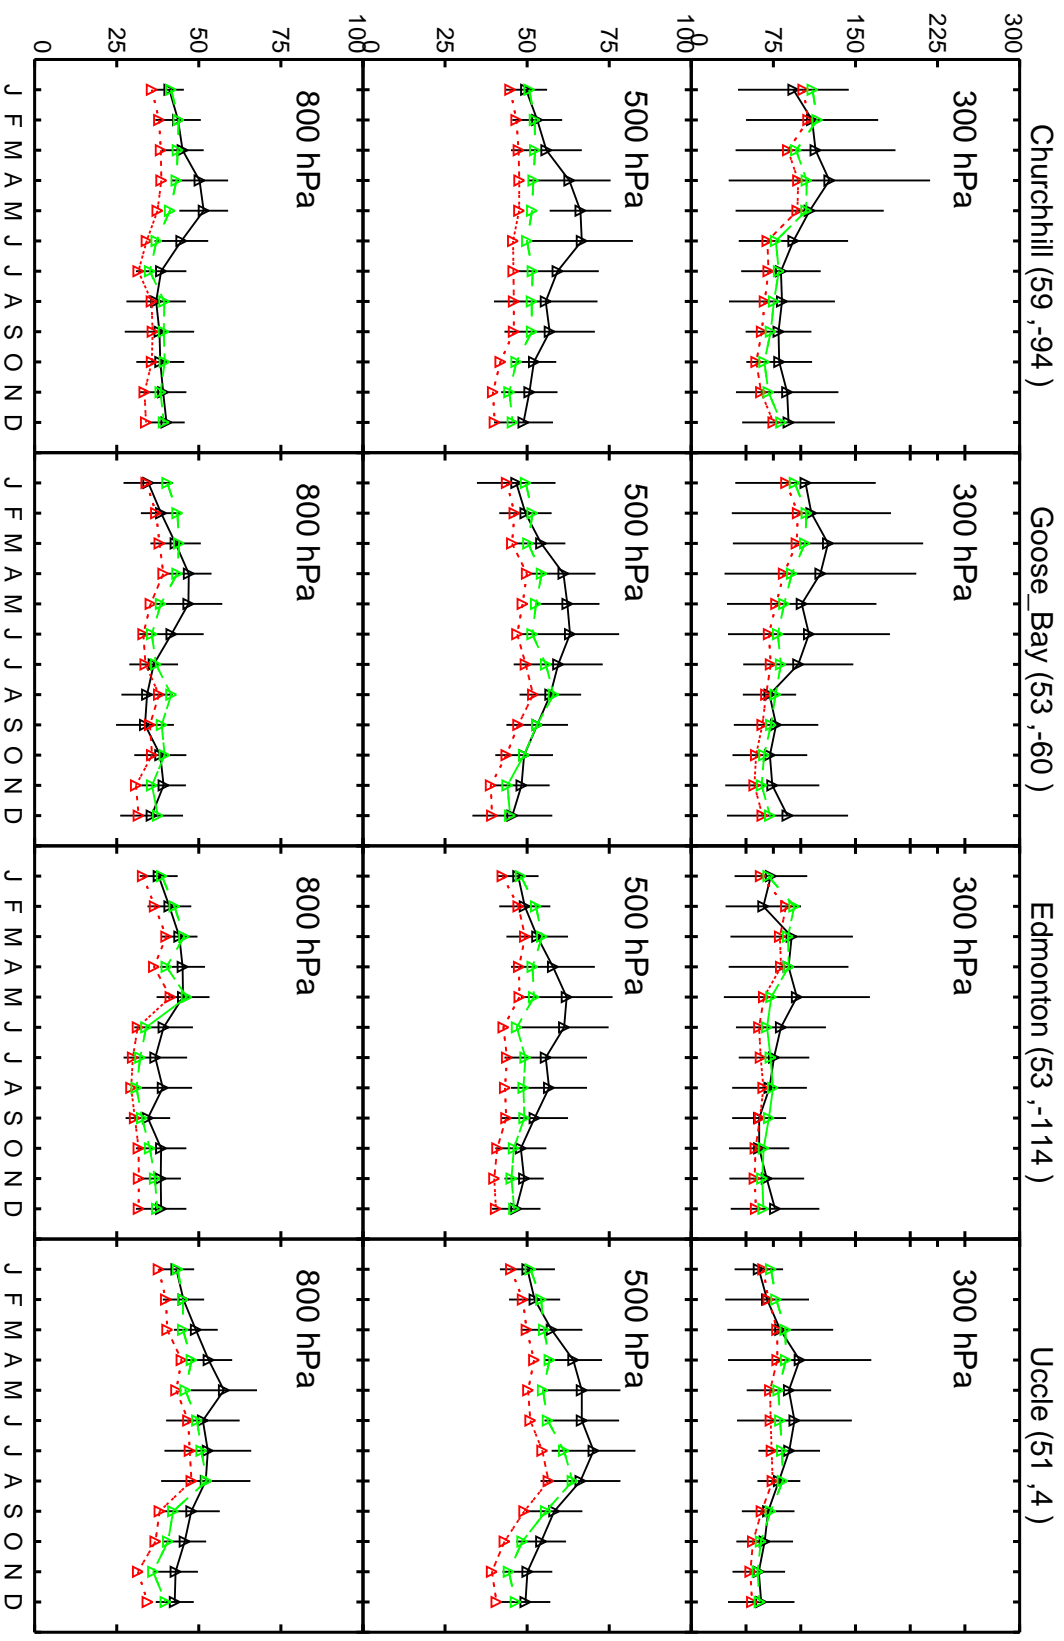 Churchhill (59 ,-94 )
Goose_Bay (53 ,-60 )
Edmonton (53 ,-114 )
Uccle (51 ,4 )
300
225
150
75
0
300 hPa
300 hPa
300 hPa
300 hPa
100
75
50
25
0
500 hPa
500 hPa
500 hPa
500 hPa
100
75
50
25
0
800 hPa
800 hPa
800 hPa
800 hPa
J F M A M J J A S O N D
J F M A M J J A S O N D
J F M A M J J A S O N D
J F M A M J J A S O N D